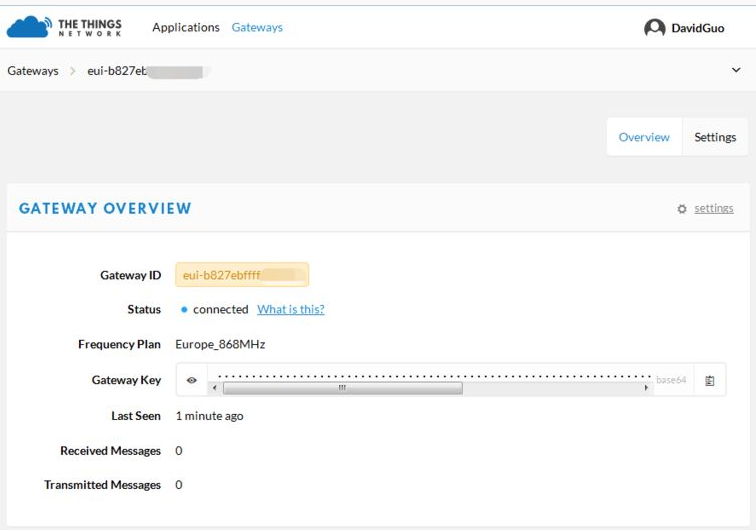 THE THINGS
NETWORK
Applications Gateways
DavidGuo
Gateways > eui-b827eb
Overview Settings
GATEWAY OVERVIEW
settings
Gateway ID eui-b827ebffff
Status connected What is this?
Frequency Plan Europe_868MHz
Gateway Key base64
Last Seen 1 minute ago
Received Messages 0
Transmitted Messages 0